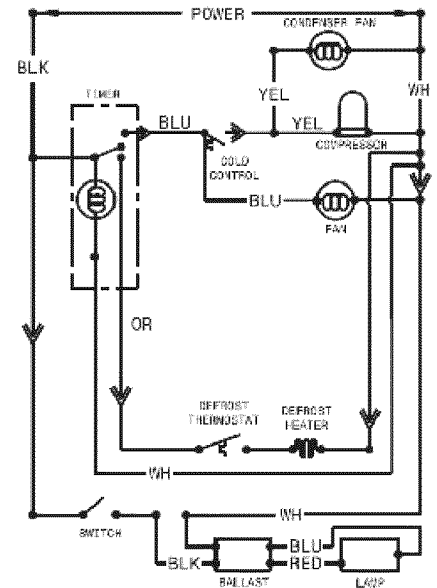 POWER
CONDENSER FAN
BLK
TIMER
YEL
WH
BLU
YEL
COMPRESSOR
COLD
CONTROL
BLU
FAN
OR
DEFROST
THERMOSTAT
DEFROST
HEATER
WH
WH
SWITCH
BLU
BLK
RED
BALLAST
LAMP